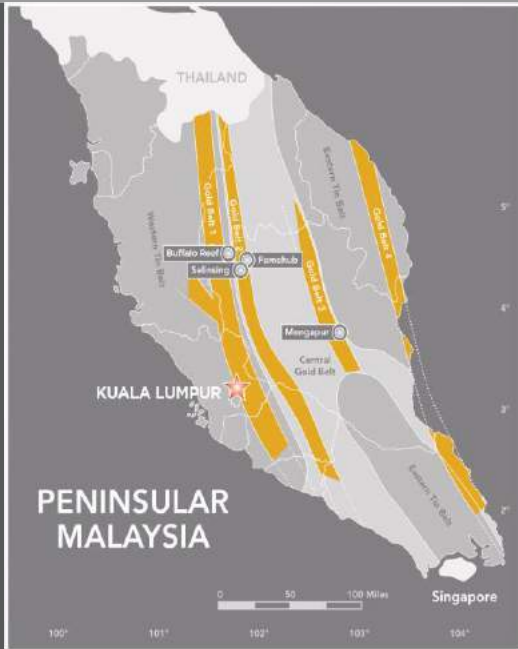 THAILAND
Eastern Tin Belt
Western Tin Belt
Gold Belt 1
Gold Belt 2
Gold Belt 4
Buffalo Reef
Famehub
Selinsing
Gold Belt 3
Mengapur
Central
Gold Belt
KUALA LUMPUR
Eastern Tin Belt
PENINSULAR
MALAYSIA
0 50 100 Miles
Singapore
5°
4°
3°
2°
100° 101° 102° 103° 104°